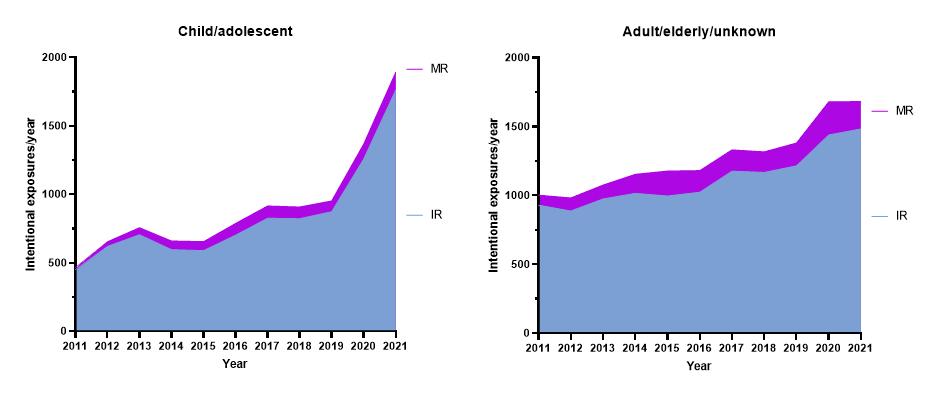 Child/adolescent
Intentional exposures/year
2000
1500
1000
500
0
2011 2012 2013 2014 2015 2016 2017 2018 2019 2020 2021
Year
MR
IR
Adult/elderly/unknown
Intentional exposures/year
2000
1500
1000
500
0
2011 2012 2013 2014 2015 2016 2017 2018 2019 2020 2021
Year
MR
IR